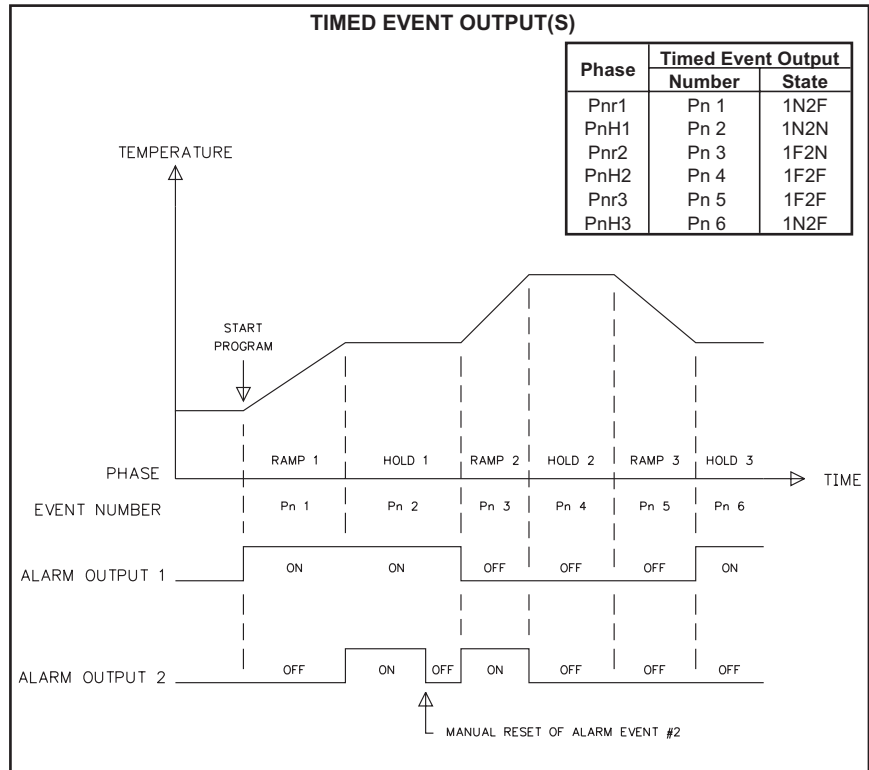 TIMED EVENT OUTPUT(S)
Phase Timed Event Output
Number State
Pnr1 Pn 1 1N2F
PnH1 Pn 2 1N2N
Pnr2 Pn 3 1F2N
PnH2 Pn 4 1F2F
Pnr3 Pn 5 1F2F
PnH3 Pn 6 1N2F
TEMPERATURE
START
PROGRAM
PHASE RAMP 1 HOLD 1 RAMP 2 HOLD 2 RAMP 3 HOLD 3 TIME
EVENT NUMBER Pn 1 Pn 2 Pn 3 Pn 4 Pn 5 Pn 6
ALARM OUTPUT 1 ON ON OFF OFF OFF ON
ALARM OUTPUT 2 OFF ON OFF ON OFF OFF OFF
MANUAL RESET OF ALARM EVENT #2